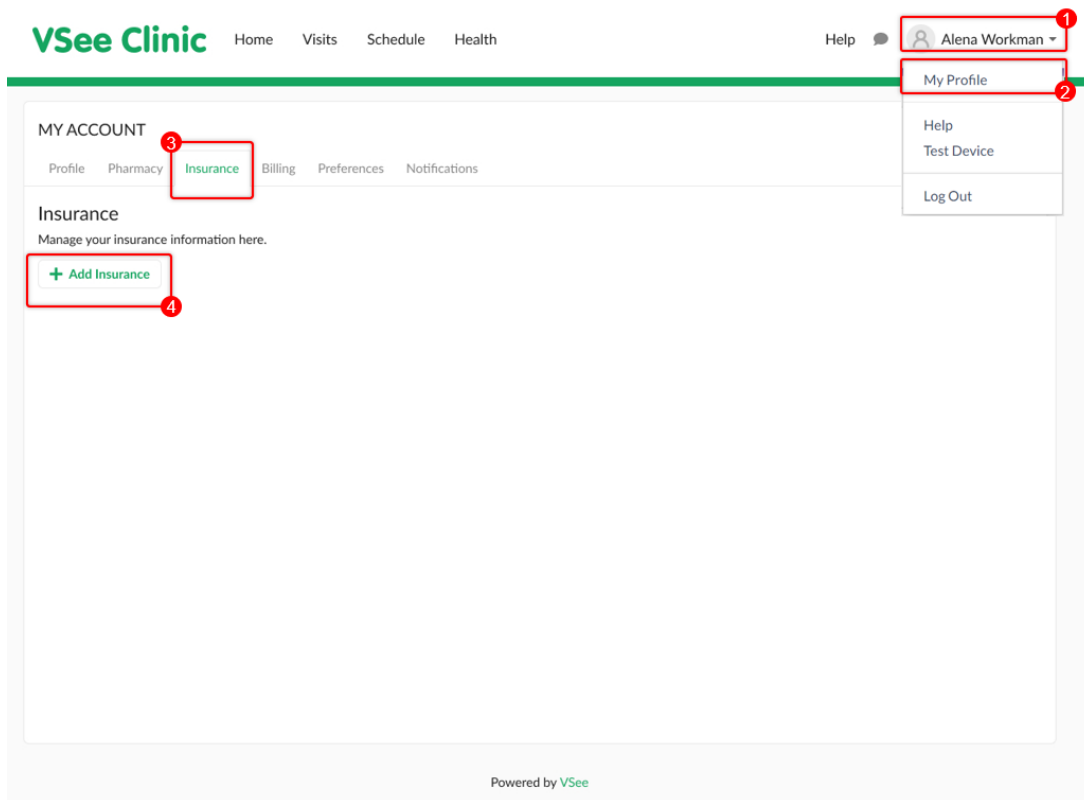 1
VSee Clinic Home Visits Schedule Health Help Alena Workman
My Profile
2
Help
Test Device
Log Out
MY ACCOUNT
3
Profile Pharmacy Insurance Billing Preferences Notifications
Insurance
Manage your insurance information here.
+ Add Insurance
4
Powered by VSee